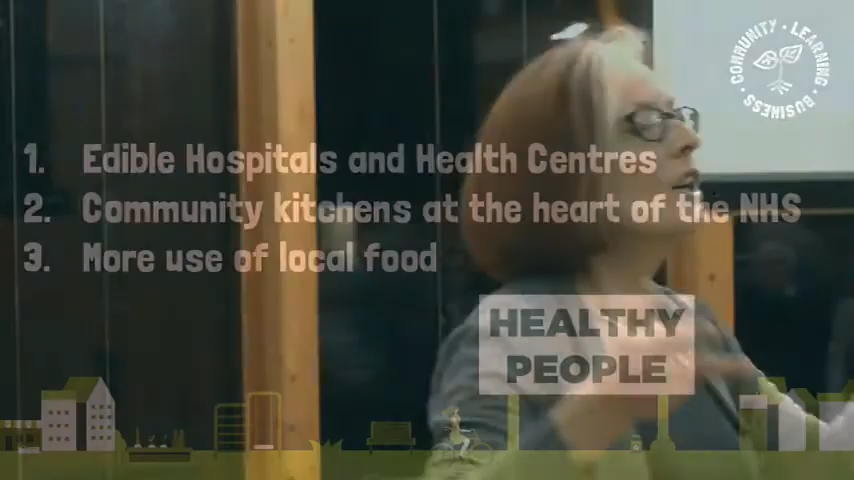 COMMUNITY · LEARNING · BUSINESS ·
1. Edible Hospitals and Health Centres
2. Community kitchens at the heart of the NHS
3. More use of local food
HEALTHY
PEOPLE